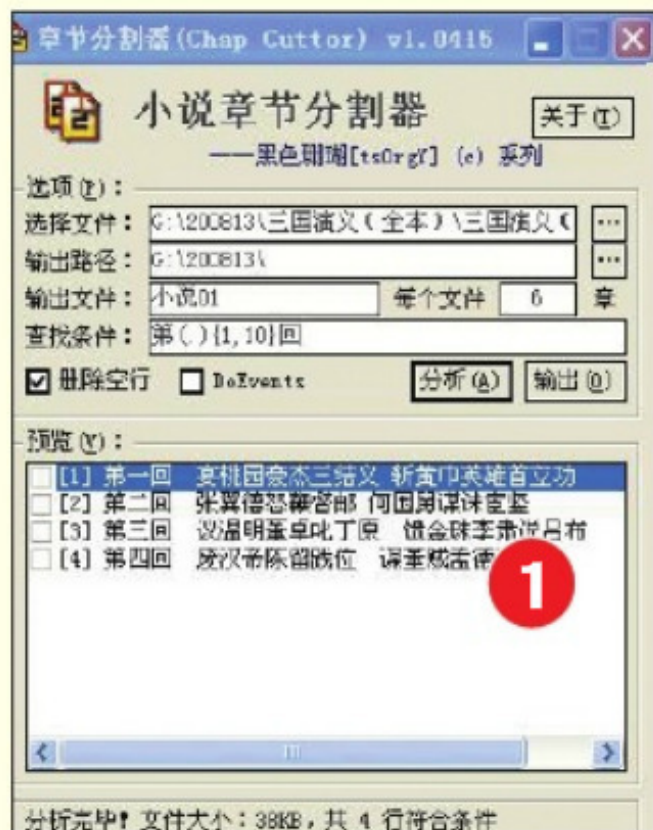 章节分割器(Chap Cuttor) v1.0415
小说章节分割器
关于(I)
——黑色珊瑚[tsOrgY] (c) 系列
选项(P)：
选择文件： G:\200813\三国演义(全本)\三国演义(
输出路径： G:\200813\
输出文件： 小说01 每个文件 6 章
查找条件： 第(.){1,10}回
删除空行 DoEvents 分析(A) 输出(O)
预览(V)：
[1] 第一回 宴桃园豪杰三结义 斩黄巾英雄首立功
[2] 第二回 张翼德怒鞭督邮 何国舅谋诛宦竖
[3] 第三回 议温明董卓叱丁原 馈金珠李肃说吕布
[4] 第四回 废汉帝陈留践位 谋董贼孟德
1
分析完毕! 文件大小：38KB，共 4 行符合条件